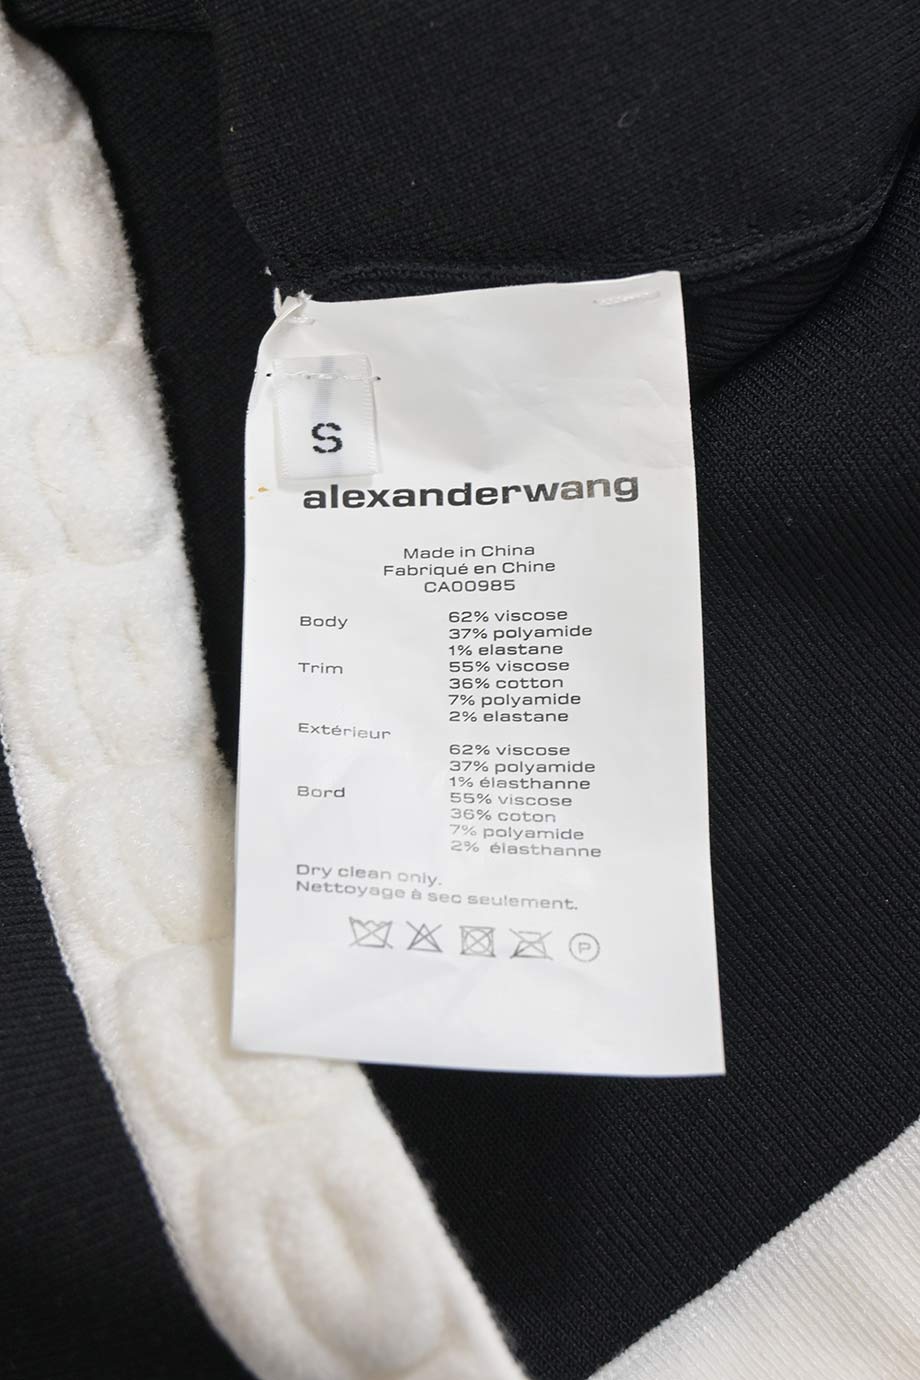 S
alexanderwang
Made in China
Fabriqué en Chine
CA00985
Body 62% viscose
37% polyamide
1% elastane
Trim 55% viscose
36% cotton
7% polyamide
2% elastane
Extérieur
62% viscose
37% polyamide
1% élasthanne
Bord 55% viscose
36% coton
7% polyamide
2% élasthanne
Dry clean only.
Nettoyage à sec seulement.
P